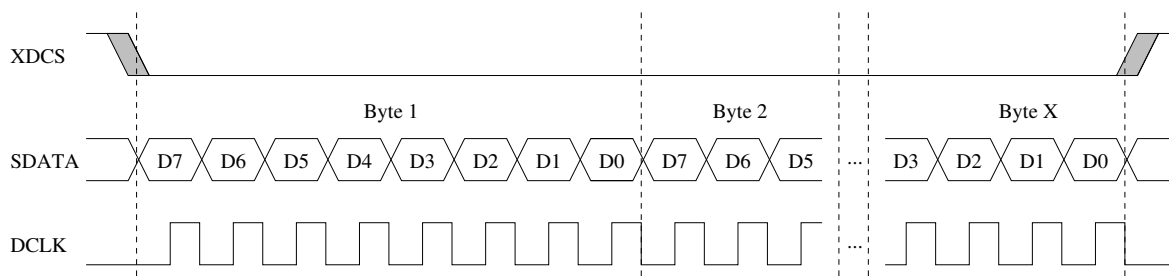 XDCS
Byte 1 Byte 2 Byte X
SDATA D7 D6 D5 D4 D3 D2 D1 D0 D7 D6 D5 ... D3 D2 D1 D0
DCLK ...